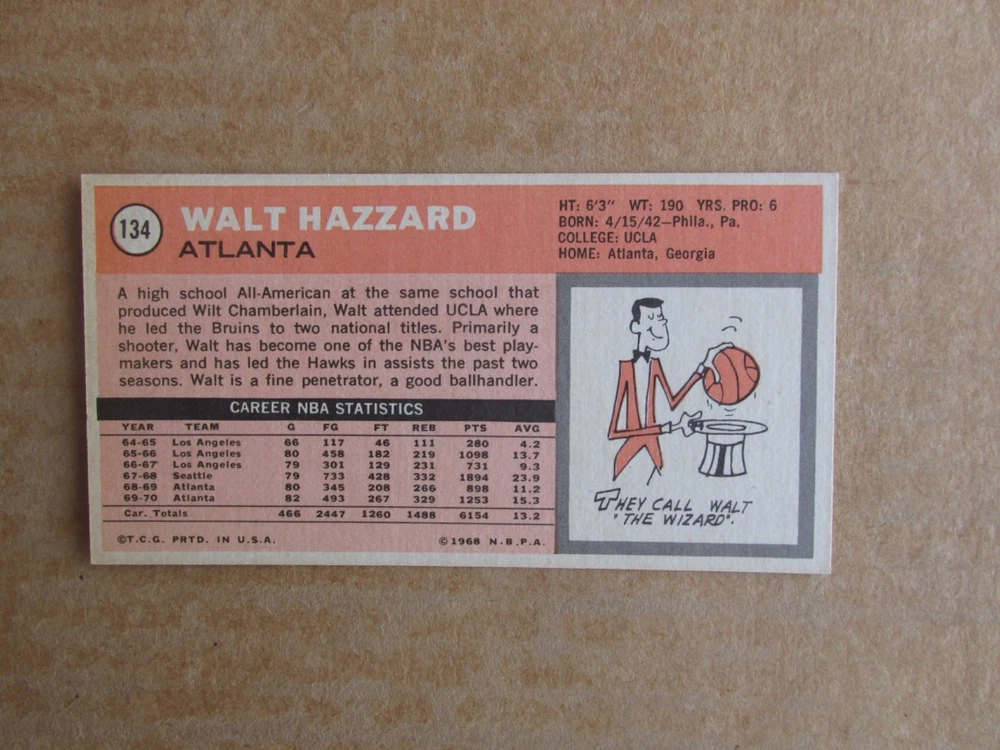 134
WALT HAZZARD
ATLANTA
HT: 6'3" WT: 190 YRS. PRO: 6
BORN: 4/15/42—Phila., Pa.
COLLEGE: UCLA
HOME: Atlanta, Georgia
A high school All-American at the same school that
produced Wilt Chamberlain, Walt attended UCLA where
he led the Bruins to two national titles. Primarily a
shooter, Walt has become one of the NBA's best play-
makers and has led the Hawks in assists the past two
seasons. Walt is a fine penetrator, a good ballhandler.
CAREER NBA STATISTICS
YEAR TEAM G FG FT REB PTS AVG
64-65 Los Angeles 66 117 46 111 280 4.2
65-66 Los Angeles 80 458 182 219 1098 13.7
66-67 Los Angeles 79 301 129 231 731 9.3
67-68 Seattle 79 733 428 332 1894 23.9
68-69 Atlanta 80 345 208 266 898 11.2
69-70 Atlanta 82 493 267 329 1253 15.3
Car. Totals 466 2447 1260 1488 6154 13.2
©T.C.G. PRTD. IN U.S.A. ©1968 N.B.P.A.
THEY CALL WALT
"THE WIZARD".